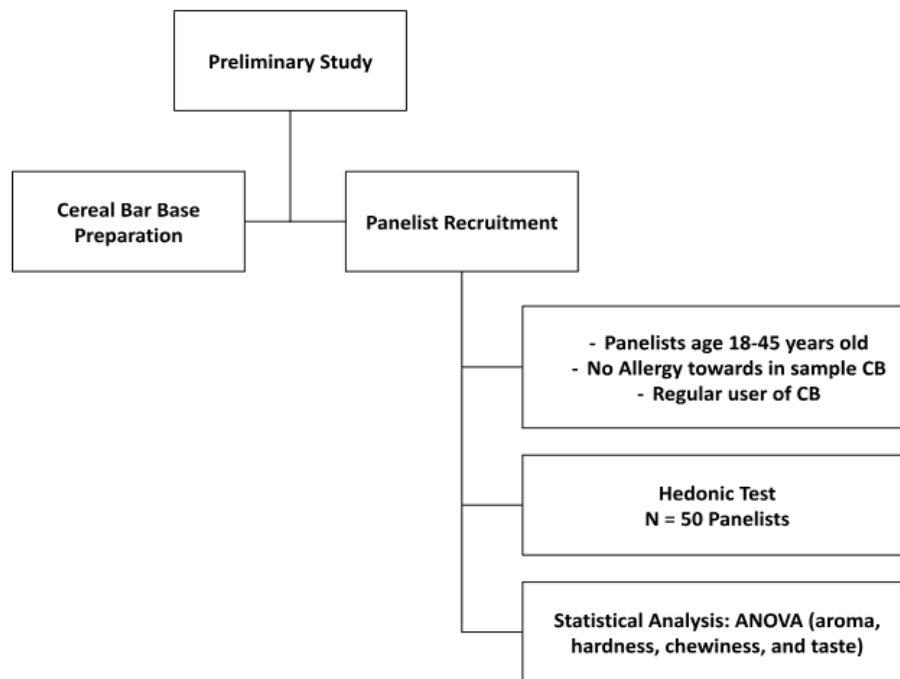 Preliminary Study
Cereal Bar Base
Preparation
Panelist Recruitment
- Panelists age 18-45 years old
- No Allergy towards in sample CB
- Regular user of CB
Hedonic Test
N = 50 Panelists
Statistical Analysis: ANOVA (aroma,
hardness, chewiness, and taste)